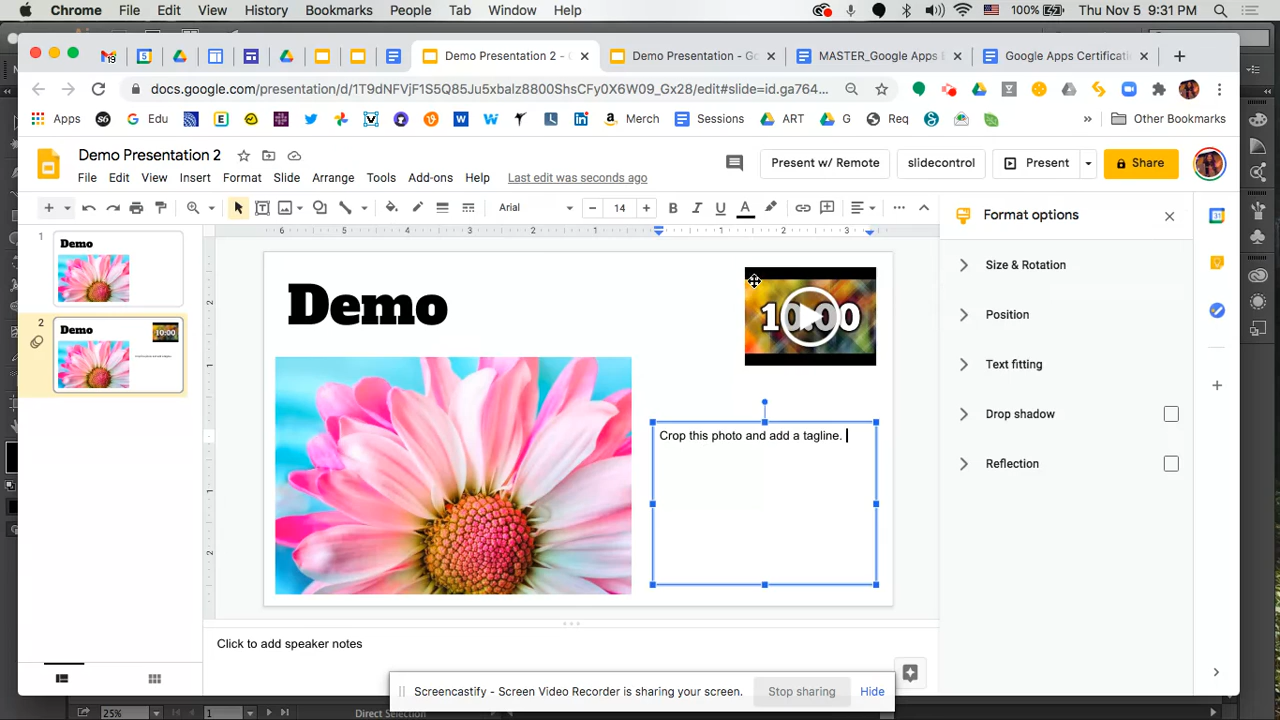 Chrome File Edit View History Bookmarks People Tab Window Help 100% Thu Nov 5 9:31 PM
Demo Presentation 2 - Demo Presentation - Go MASTER_Google Apps Google Apps Certificati
docs.google.com/presentation/d/1T9dNFVjF1S5Q85Ju5xbalz8800ShsCFy0X6W09_Gx28/edit#slide=id.ga764...
Apps Edu Merch Sessions ART G Req » Other Bookmarks
Demo Presentation 2
Present w/ Remote slidecontrol Present Share
File Edit View Insert Format Slide Arrange Tools Add-ons Help Last edit was seconds ago
Arial 14
Format options
Size & Rotation
Position
Text fitting
Drop shadow
Reflection
1
Demo
2
Demo 10:00
Demo
10:00
Crop this photo and add a tagline.
Click to add speaker notes
Screencastify - Screen Video Recorder is sharing your screen. Stop sharing Hide
25% 1 Direct Selection